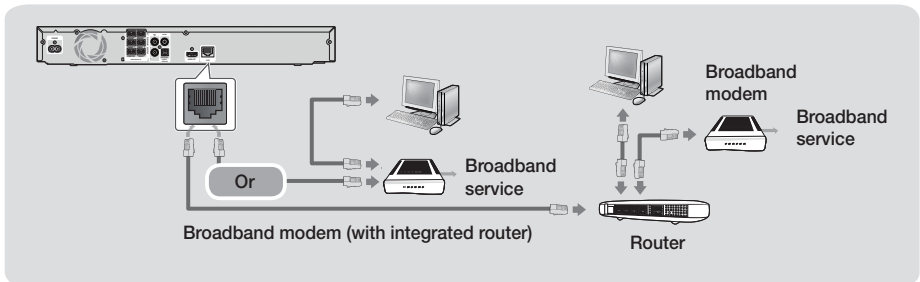 Or
Broadband
service
Broadband modem (with integrated router)
Broadband
modem
Broadband
service
Router